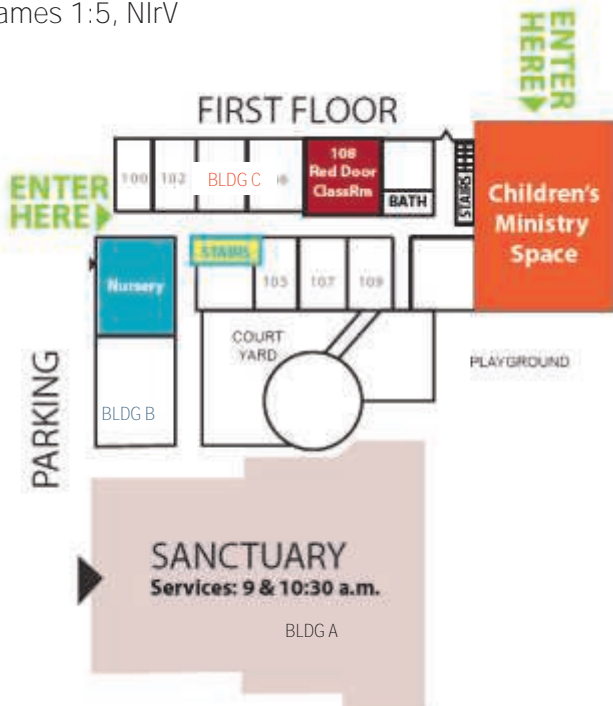 ames 1:5, NIrV
ENTER
HERE
FIRST FLOOR
ENTER
HERE
100
102
BLDG C
108
Red Door
ClassRm
BATH
STAIRS
Children's
Ministry
Space
STAIRS
Nursery
105
107
109
COURT
YARD
PLAYGROUND
PARKING
BLDG B
SANCTUARY
Services: 9 & 10:30 a.m.
BLDG A